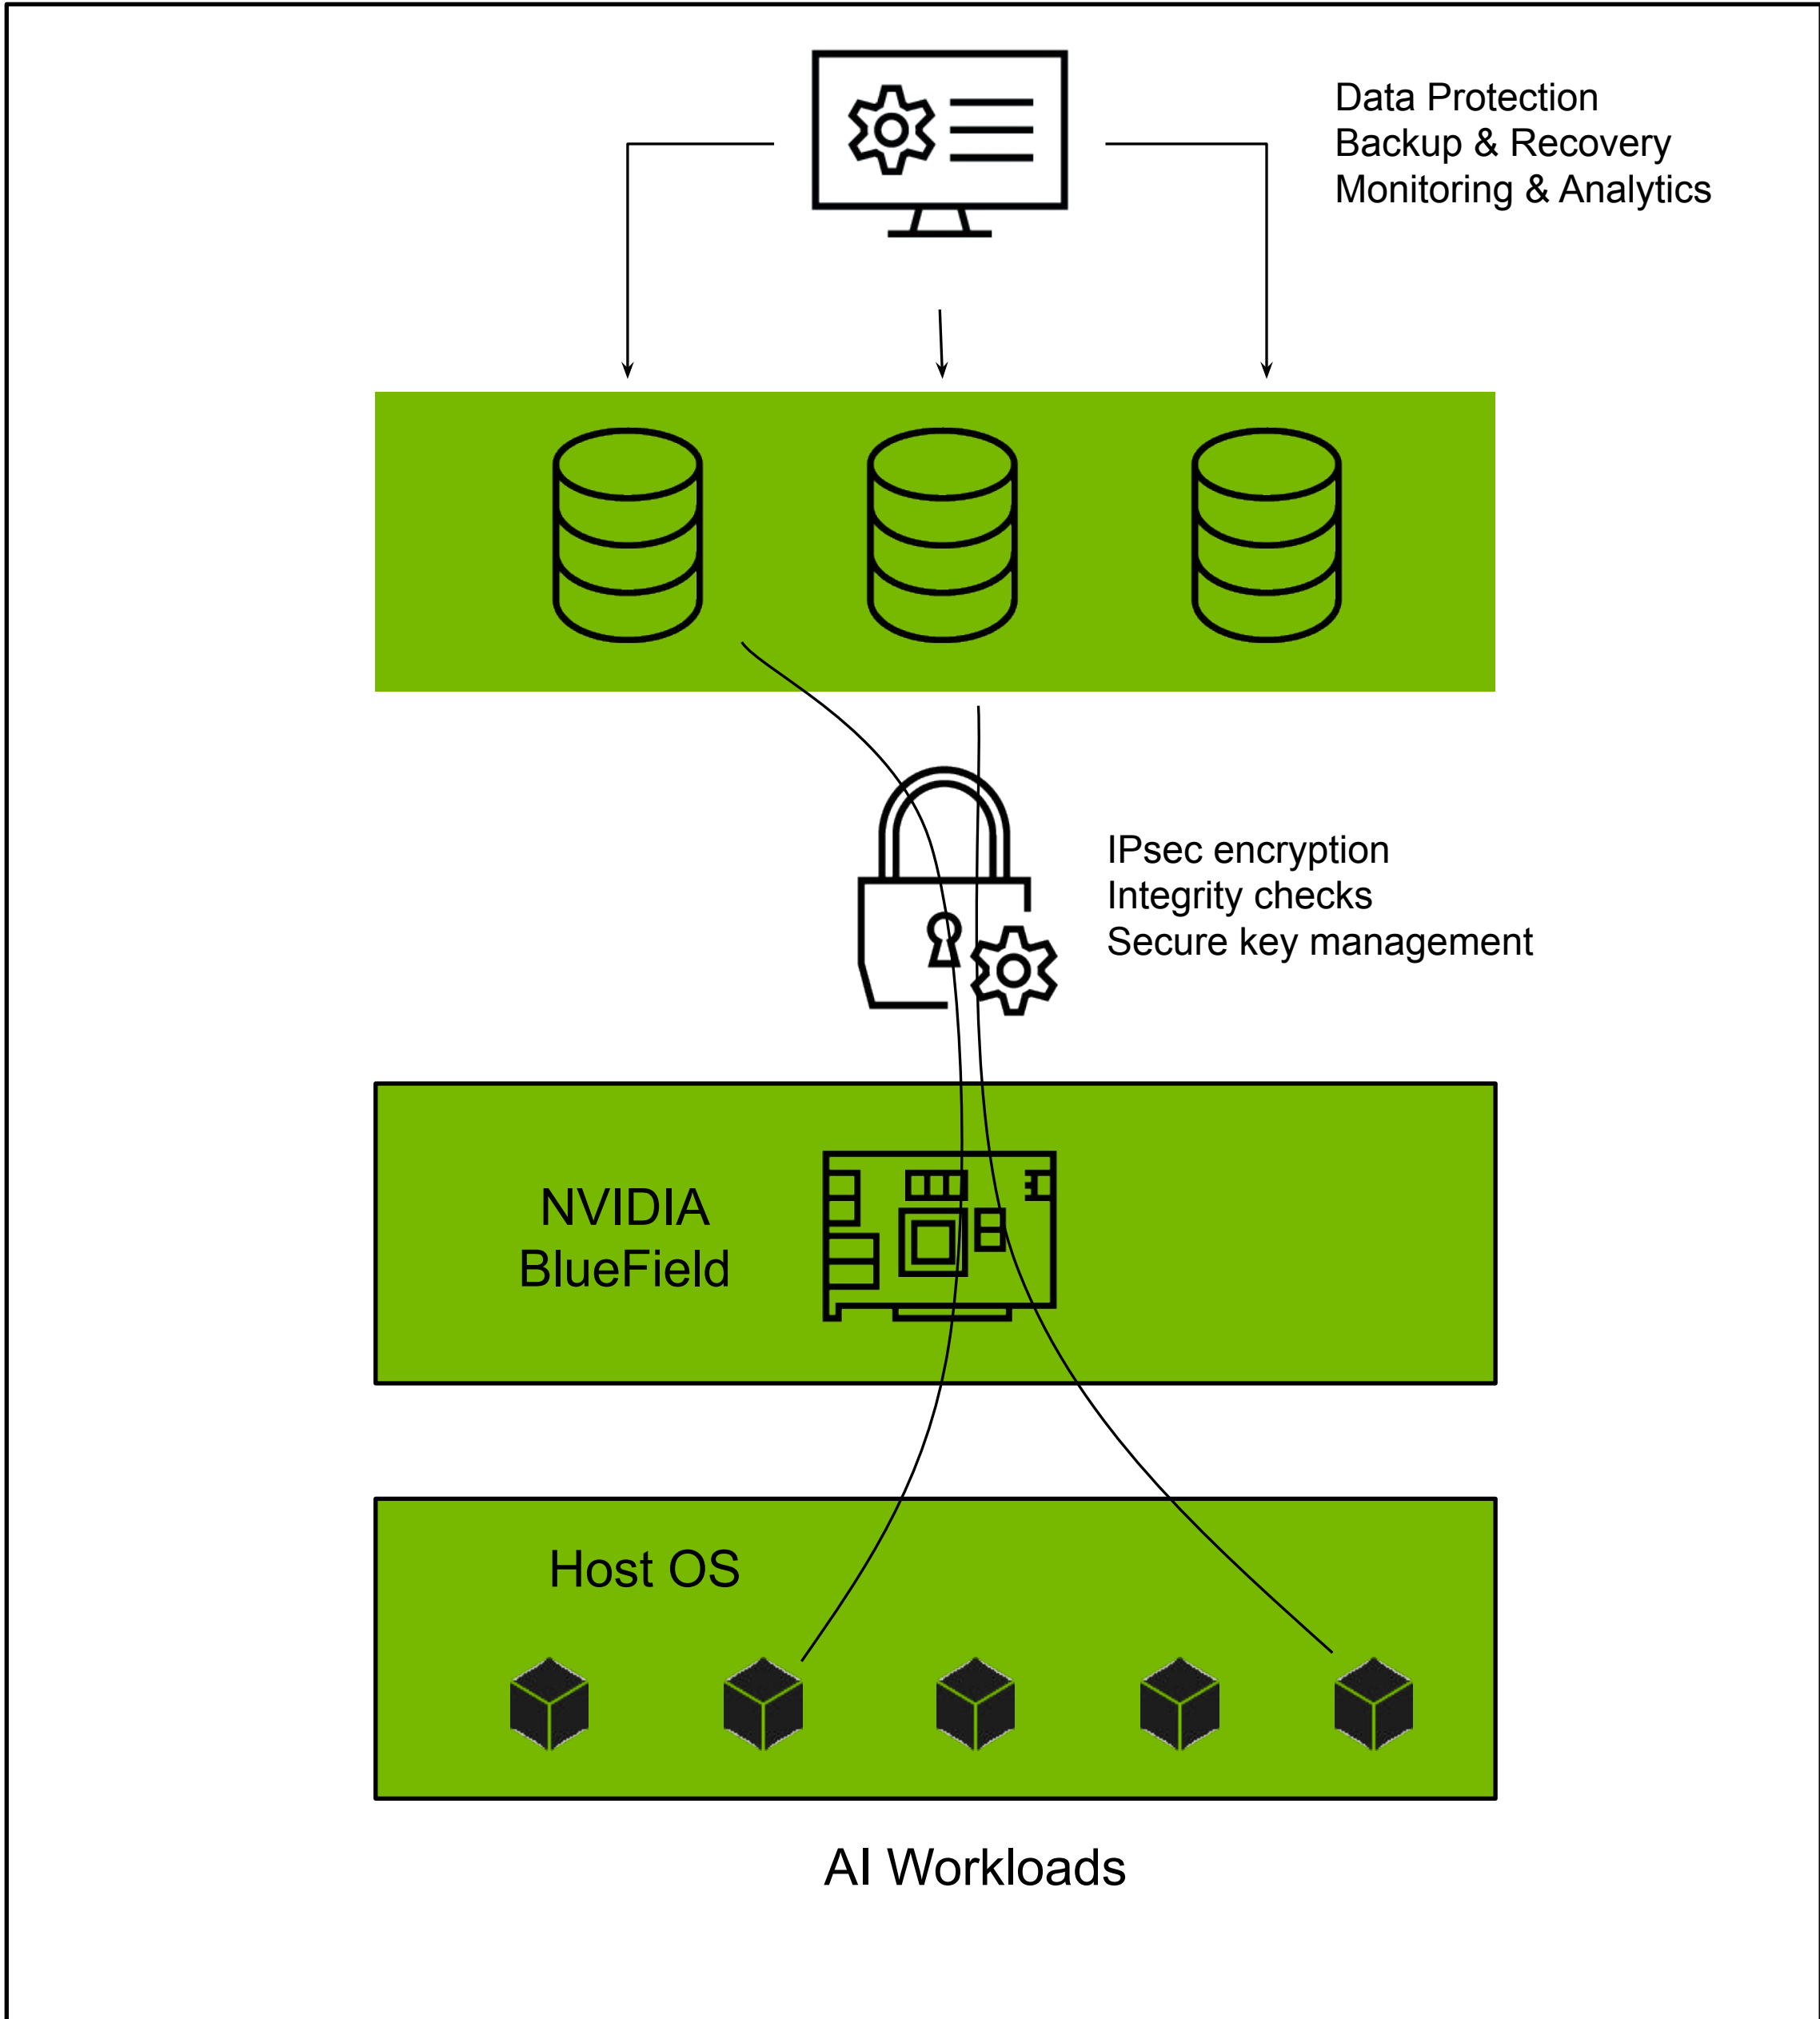 Data Protection
Backup & Recovery
Monitoring & Analytics
IPsec encryption
Integrity checks
Secure key management
NVIDIA
BlueField
Host OS
AI Workloads